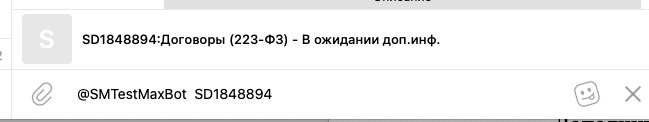 S
SD1848894:Договоры (223-ФЗ) - В ожидании доп.инф.
@SMTestMaxBot SD1848894